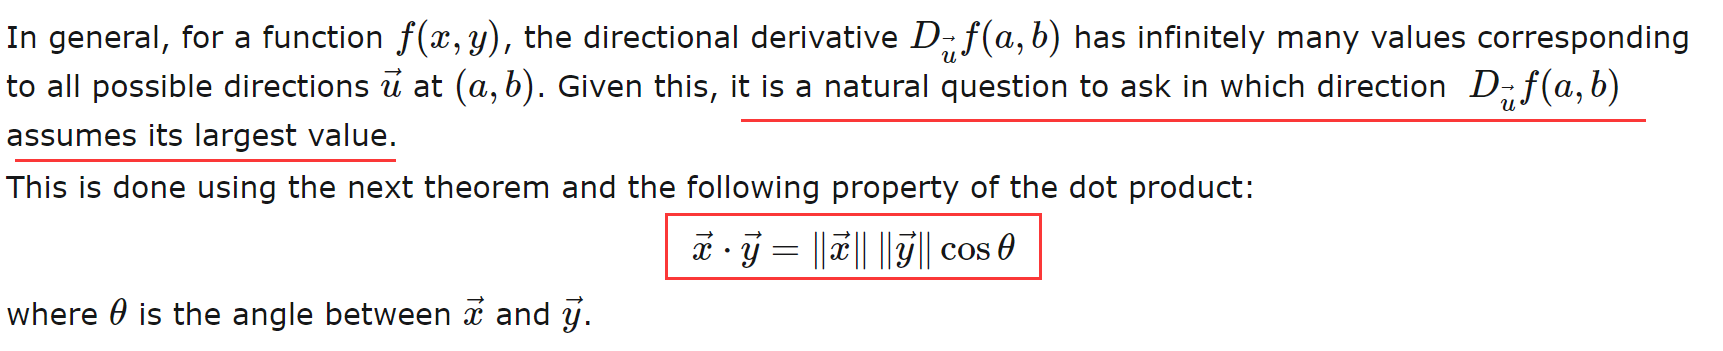 In general, for a function f(x, y), the directional derivative D_{\vec{u}}f(a, b) has infinitely many values corresponding
to all possible directions \vec{u} at (a, b). Given this, it is a natural question to ask in which direction D_{\vec{u}}f(a, b)
assumes its largest value.
This is done using the next theorem and the following property of the dot product:
\vec{x} · \vec{y} = ||\vec{x}|| ||\vec{y}|| cos θ
where θ is the angle between \vec{x} and \vec{y}.